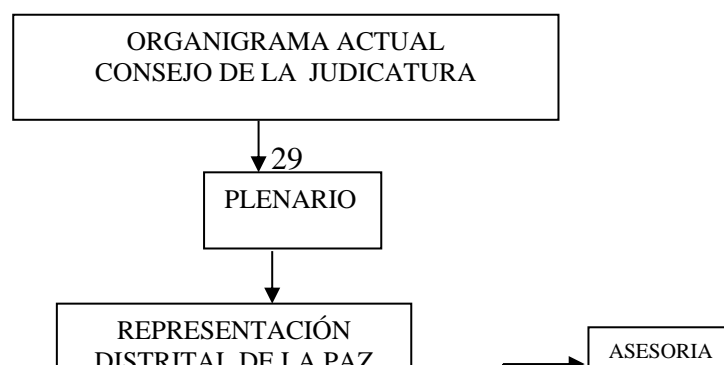 ORGANIGRAMA ACTUAL
CONSEJO DE LA JUDICATURA
29
PLENARIO
REPRESENTACIÓN
DISTRITAL DE LA PAZ
ASESORIA